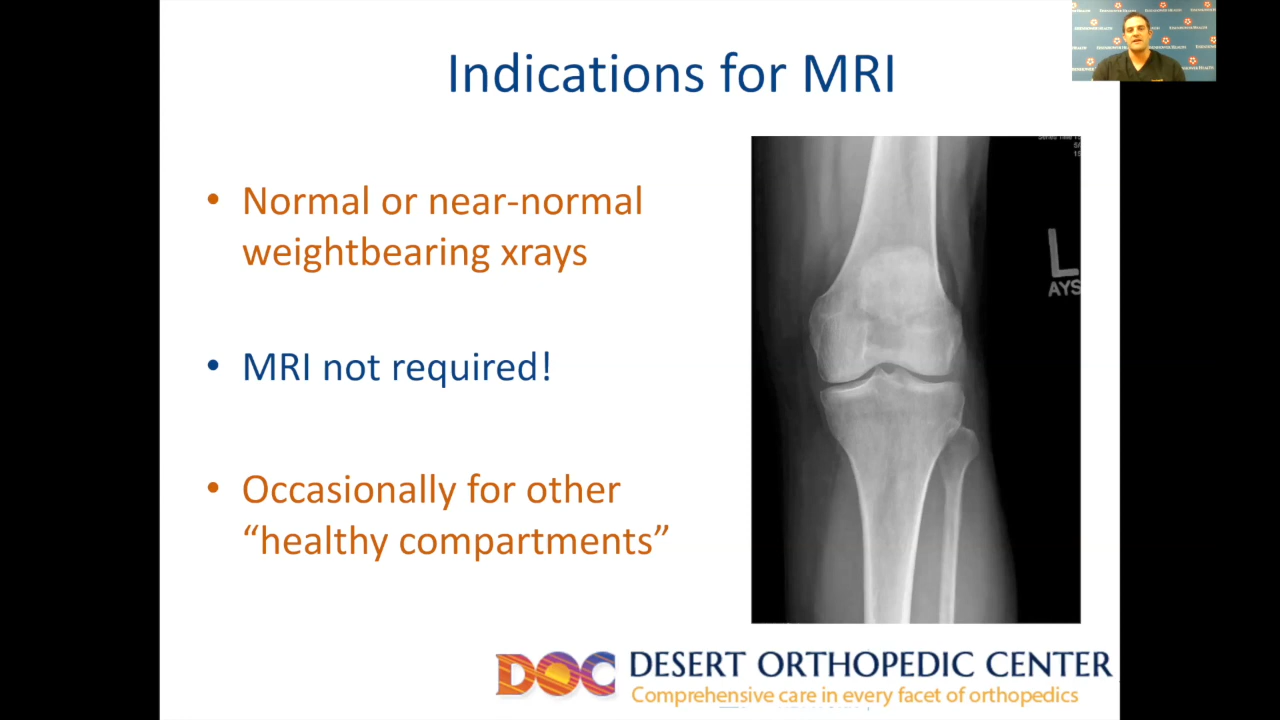 Indications for MRI
• Normal or near-normal
weightbearing xrays
• MRI not required!
• Occasionally for other
“healthy compartments”
L
AYS
DOC
DESERT ORTHOPEDIC CENTER
Comprehensive care in every facet of orthopedics